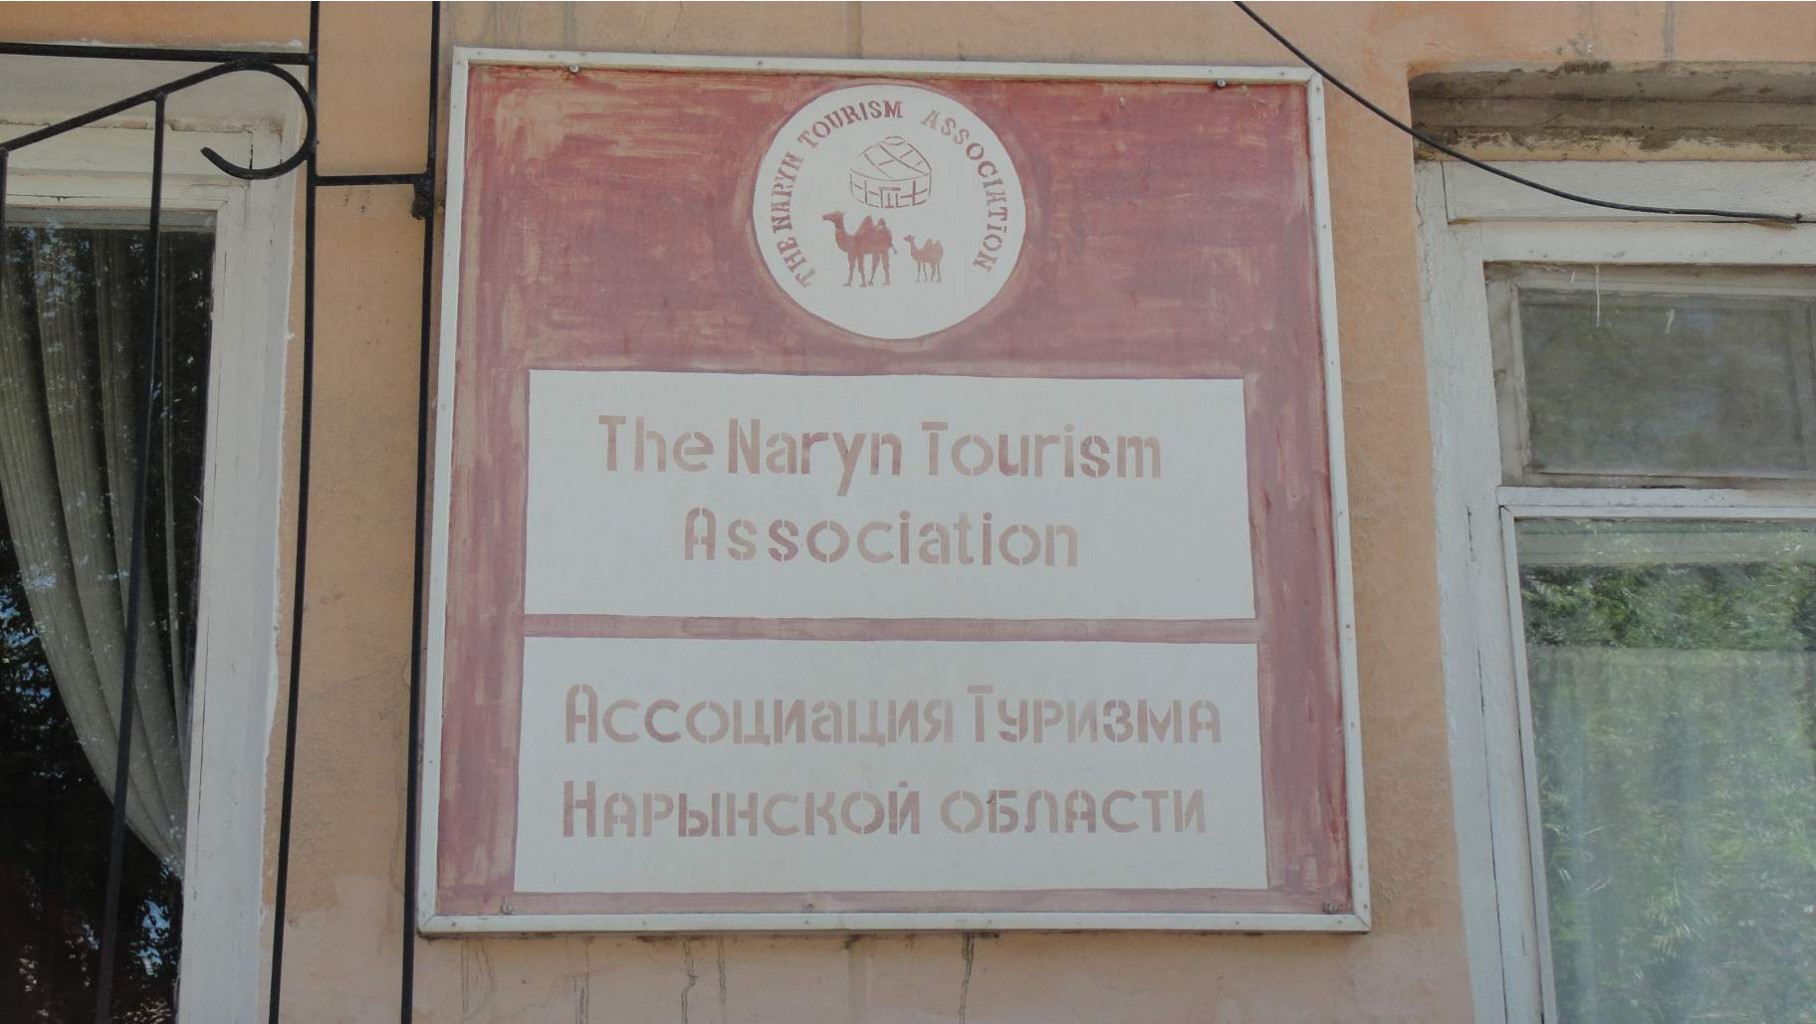 THE NARYN TOURISM ASSOCIATION
The Naryn Tourism
Association
Ассоциация Туризма
Нарынской области